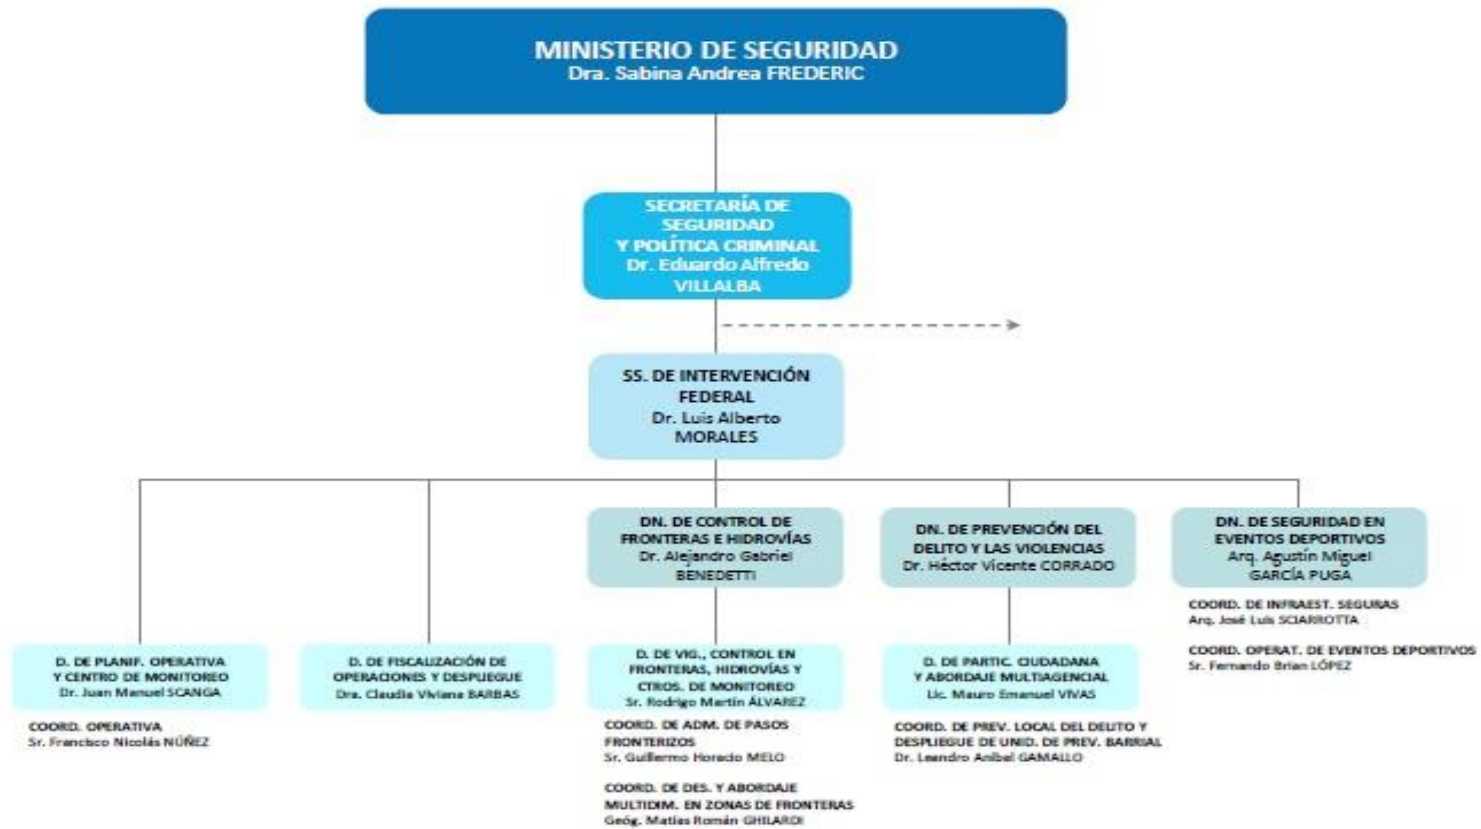 MINISTERIO DE SEGURIDAD
Dra. Sabina Andrea FREDERIC
SECRETARÍA DE
SEGURIDAD
Y POLÍTICA CRIMINAL
Dr. Eduardo Alfredo
VILLALBA
SS. DE INTERVENCIÓN
FEDERAL
Dr. Luis Alberto
MORALES
DN. DE CONTROL DE
FRONTERAS E HIDROVÍAS
Dr. Alejandro Gabriel
BENEDETTI
DN. DE PREVENCIÓN DEL
DELITO Y LAS VIOLENCIAS
Dr. Héctor Vicente CORRADO
DN. DE SEGURIDAD EN
EVENTOS DEPORTIVOS
Arq. Agustín Miguel
GARCÍA PUGA
COORD. DE INFRAEST. SEGURAS
Arq. José Luis SCIARROTTA
COORD. OPERAT. DE EVENTOS DEPORTIVOS
Sr. Fernando Brian LÓPEZ
D. DE PLANIF. OPERATIVA
Y CENTRO DE MONITOREO
Dr. Juan Manuel SCANGA
COORD. OPERATIVA
Sr. Francisco Nicolás NÚÑEZ
D. DE FISCALIZACIÓN DE
OPERACIONES Y DESPLIEGUE
Dra. Claudia Viviana BARBAS
D. DE VIG., CONTROL EN
FRONTERAS, HIDROVÍAS Y
CTROS. DE MONITOREO
Sr. Rodrigo Martín ÁLVAREZ
COORD. DE ADM. DE PASOS
FRONTERIZOS
Sr. Guillermo Horacio MELO
COORD. DE DES. Y ABORDAJE
MULTIDIM. EN ZONAS DE FRONTERAS
Geóg. Matías Román GHILARDI
D. DE PARTIC. CIUDADANA
Y ABORDAJE MULTIAGENCIAL
Lic. Mauro Emanuel VIVAS
COORD. DE PREV. LOCAL DEL DELITO Y
DESPLIEGUE DE UNID. DE PREV. BARRIAL
Dr. Leandro Aníbal GAMALLO